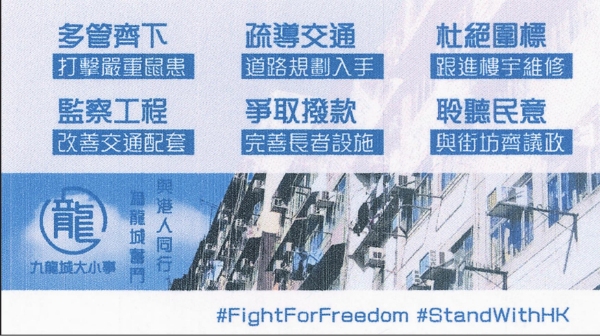 多管齊下
打擊嚴重鼠患
疏導交通
道路規劃入手
杜絕圍標
跟進樓宇維修
監察工程
改善交通配套
爭取撥款
完善長者設施
聆聽民意
與街坊齊議政
龍
九龍城大小事
與港人同行，
為龍城奮鬥
#FightForFreedom #StandWithHK